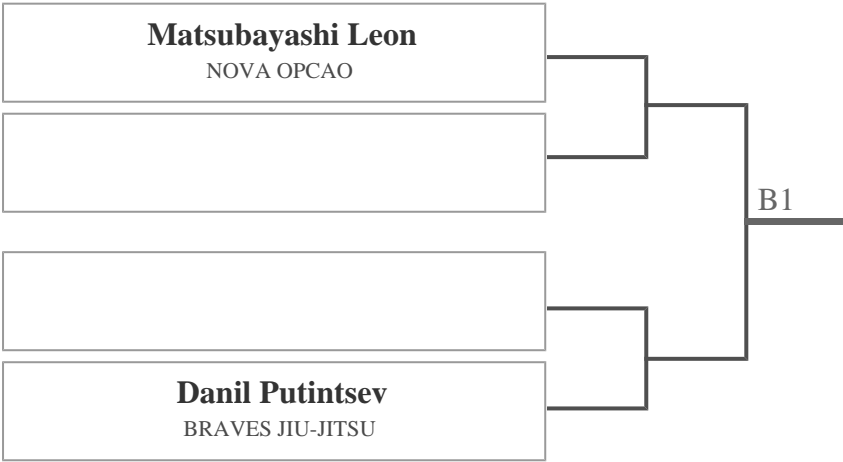 Matsubayashi Leon
NOVA OPCAO
B1
Danil Putintsev
BRAVES JIU-JITSU